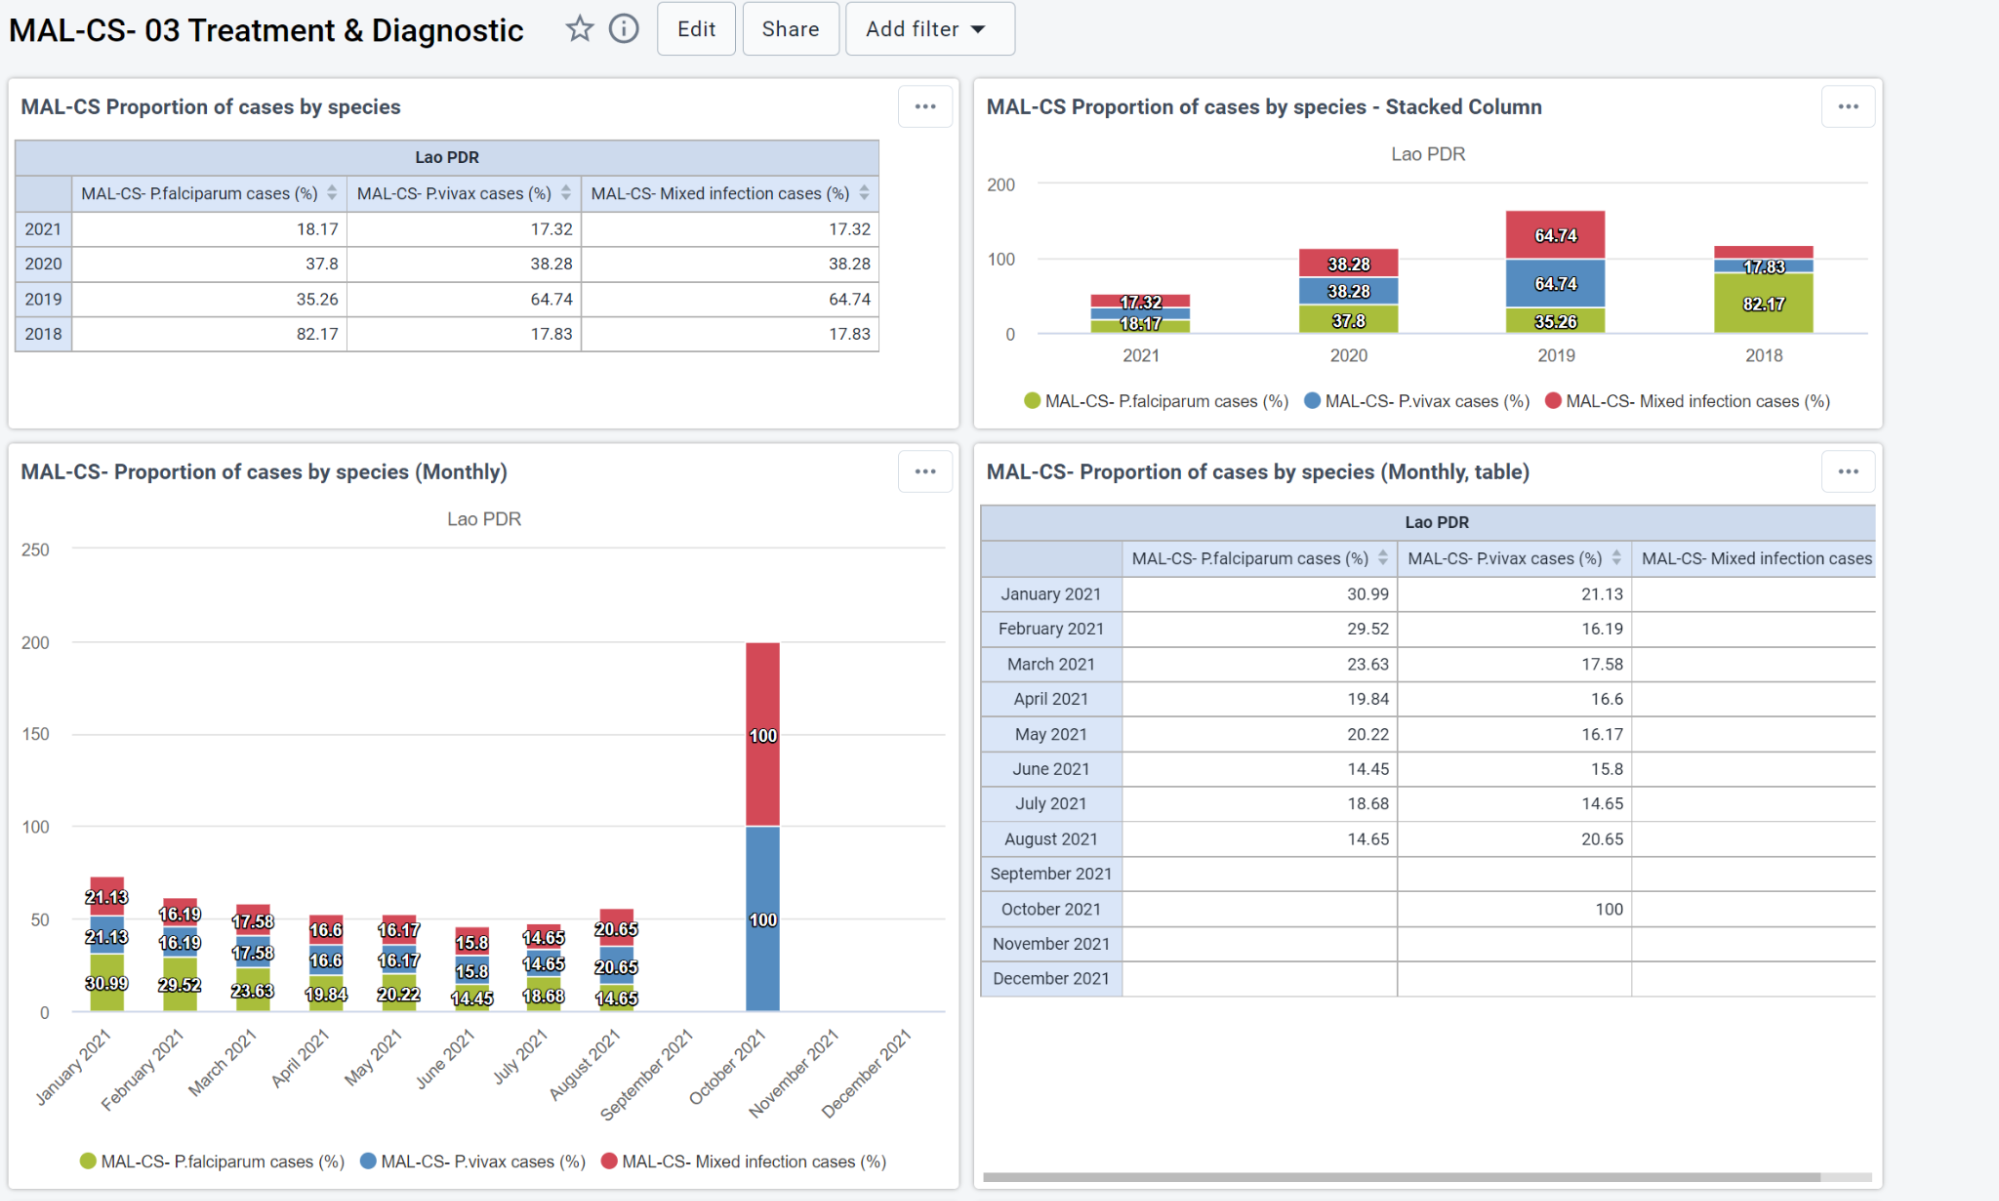 MAL-CS- 03 Treatment & Diagnostic
Edit
Share
Add filter
MAL-CS Proportion of cases by species
Lao PDR
MAL-CS- P.falciparum cases (%) MAL-CS- P.vivax cases (%) MAL-CS- Mixed infection cases (%)
2021 18.17 17.32 17.32
2020 37.8 38.28 38.28
2019 35.26 64.74 64.74
2018 82.17 17.83 17.83
MAL-CS Proportion of cases by species - Stacked Column
Lao PDR
200
100
0
17.32
18.17
38.28
38.28
37.8
64.74
64.74
35.26
17.83
82.17
2021 2020 2019 2018
MAL-CS- P.falciparum cases (%) MAL-CS- P.vivax cases (%) MAL-CS- Mixed infection cases (%)
MAL-CS- Proportion of cases by species (Monthly)
Lao PDR
250
200
150
100
50
0
21.13
21.13
30.99
16.19
16.19
29.52
17.58
17.58
23.63
16.6
16.6
19.84
16.17
16.17
20.22
15.8
15.8
14.45
14.65
14.65
18.68
20.65
20.65
14.65
100
100
January 2021
February 2021
March 2021
April 2021
May 2021
June 2021
July 2021
August 2021
September 2021
October 2021
November 2021
December 2021
MAL-CS- P.falciparum cases (%) MAL-CS- P.vivax cases (%) MAL-CS- Mixed infection cases (%)
MAL-CS- Proportion of cases by species (Monthly, table)
Lao PDR
MAL-CS- P.falciparum cases (%) MAL-CS- P.vivax cases (%) MAL-CS- Mixed infection cases
January 2021 30.99 21.13
February 2021 29.52 16.19
March 2021 23.63 17.58
April 2021 19.84 16.6
May 2021 20.22 16.17
June 2021 14.45 15.8
July 2021 18.68 14.65
August 2021 14.65 20.65
September 2021
October 2021 100
November 2021
December 2021